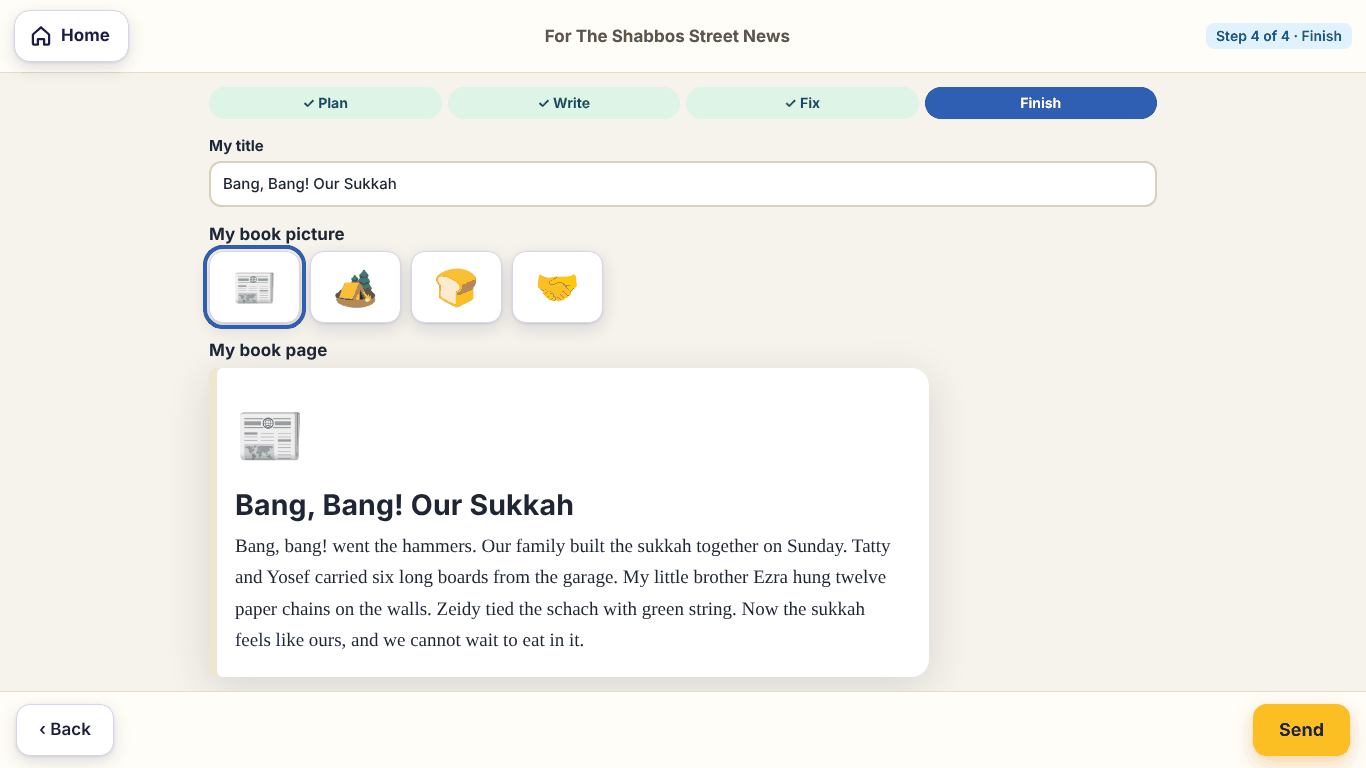 Home
For The Shabbos Street News
Step 4 of 4 · Finish
✓ Plan
✓ Write
✓ Fix
Finish
My title
Bang, Bang! Our Sukkah
My book picture
My book page
Bang, Bang! Our Sukkah
Bang, bang! went the hammers. Our family built the sukkah together on Sunday. Tatty
and Yosef carried six long boards from the garage. My little brother Ezra hung twelve
paper chains on the walls. Zeidy tied the schach with green string. Now the sukkah
feels like ours, and we cannot wait to eat in it.
‹ Back
Send